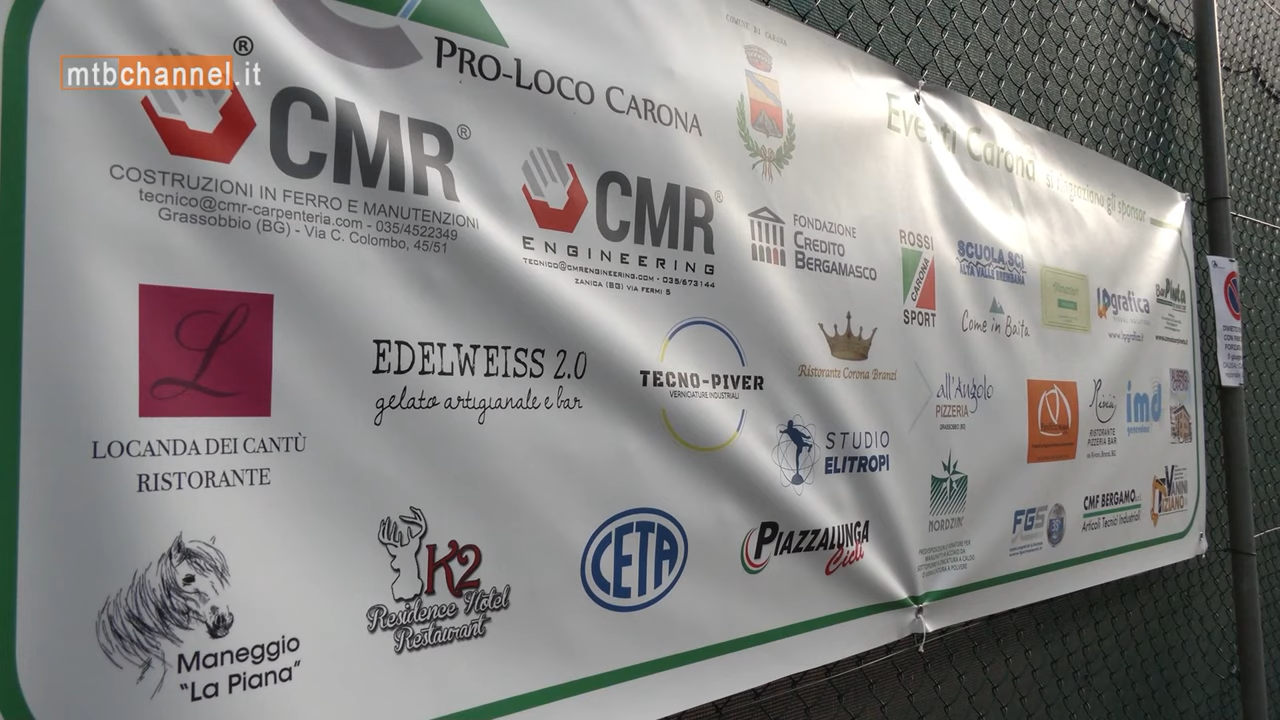 mtbchannel.it
PRO-LOCO CARONA
COMUNE DI CARONA
Eventi Carona
si ringraziano gli sponsor
®
CMR®
COSTRUZIONI IN FERRO E MANUTENZIONI
tecnico@cmr-carpenteria.com - 035/4522349
Grassobbio (BG) - Via C. Colombo, 45/51
CMR®
ENGINEERING
TECNICO@CMRENGINEERING.COM - 035/673144
ZANICA (BG) VIA FERMI 5
FONDAZIONE
CREDITO
BERGAMASCO
ROSSI
CARONA
SPORT
SCUOLA SCI
ALTA VALLE BREMBANA
Come in Baita
grafica
L
LOCANDA DEI CANTÙ
RISTORANTE
EDELWEISS 2.0
gelato artigianale e bar
TECNO-PIVER
VERNICIATURE INDUSTRIALI
Ristorante Corona Branzi
all'Angolo
PIZZERIA
GRASSOBBIO (BG)
RISTORANTE
PIZZERIA BAR
imd
STUDIO
ELITROPI
NORDZINC
Maneggio
"La Piana"
K2
Residence Hotel
Restaurant
CETA
PIAZZALUNGA
Cicli
FGS
CMF BERGAMO
Articoli Tecnici Industriali
VANINI
TIZIANO